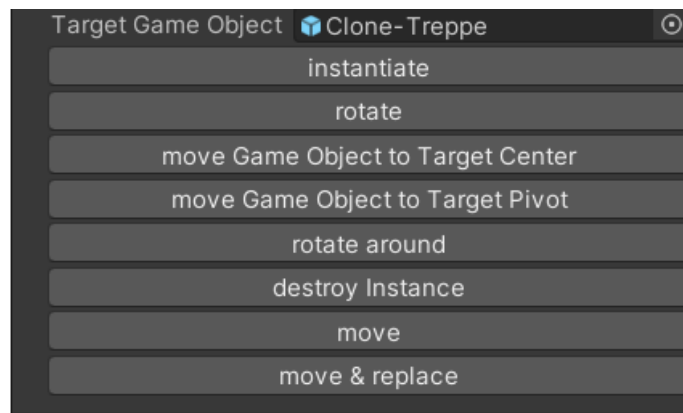 Target Game Object Clone-Treppe
instantiate
rotate
move Game Object to Target Center
move Game Object to Target Pivot
rotate around
destroy Instance
move
move & replace